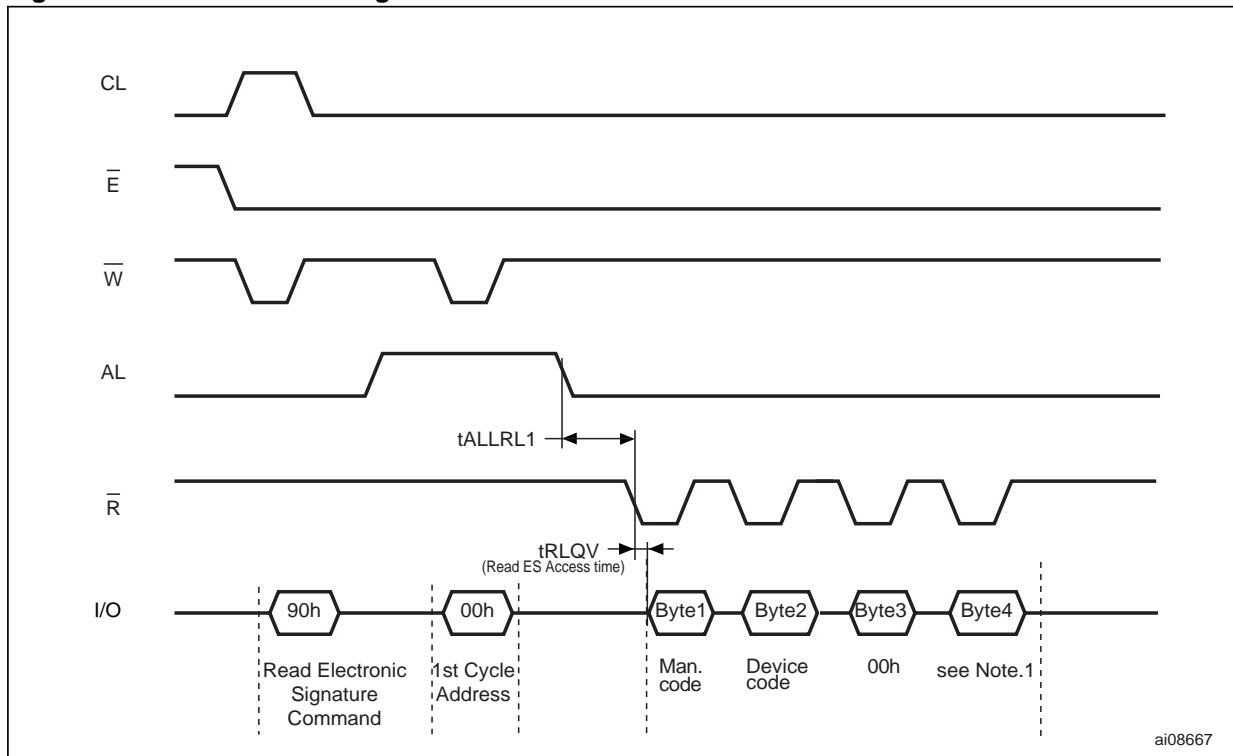 CL
E
W
AL
tALLRL1
R
tRLQV
(Read ES Access time)
I/O
90h
00h
Byte1
Byte2
Byte3
Byte4
Read Electronic
Signature
Command
1st Cycle
Address
Man.
code
Device
code
00h
see Note.1
ai08667